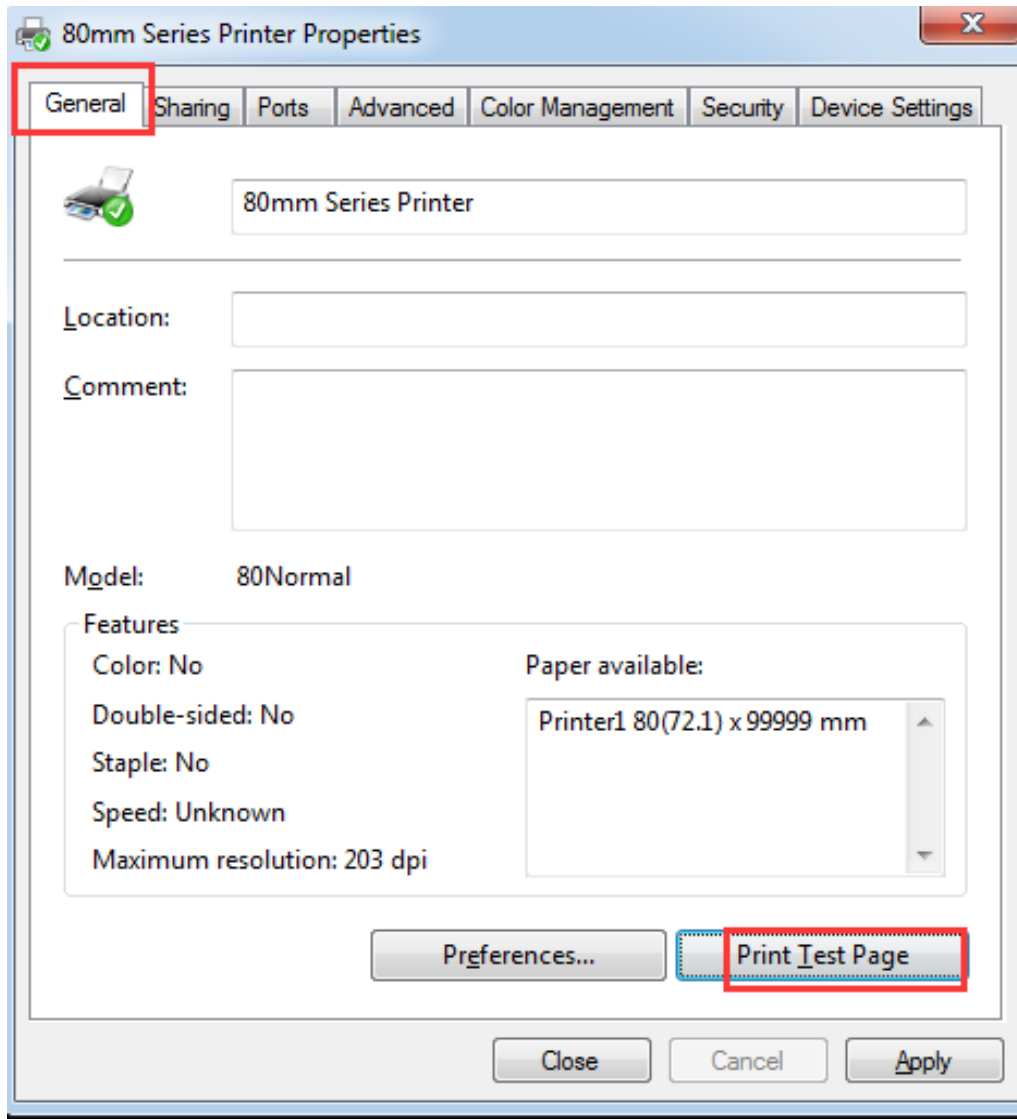 80mm Series Printer Properties
General Sharing Ports Advanced Color Management Security Device Settings
80mm Series Printer
Location:
Comment:
Model: 80Normal
Features
Color: No
Double-sided: No
Staple: No
Speed: Unknown
Maximum resolution: 203 dpi
Paper available:
Printer1 80(72.1) x 99999 mm
Preferences... Print Test Page
Close Cancel Apply